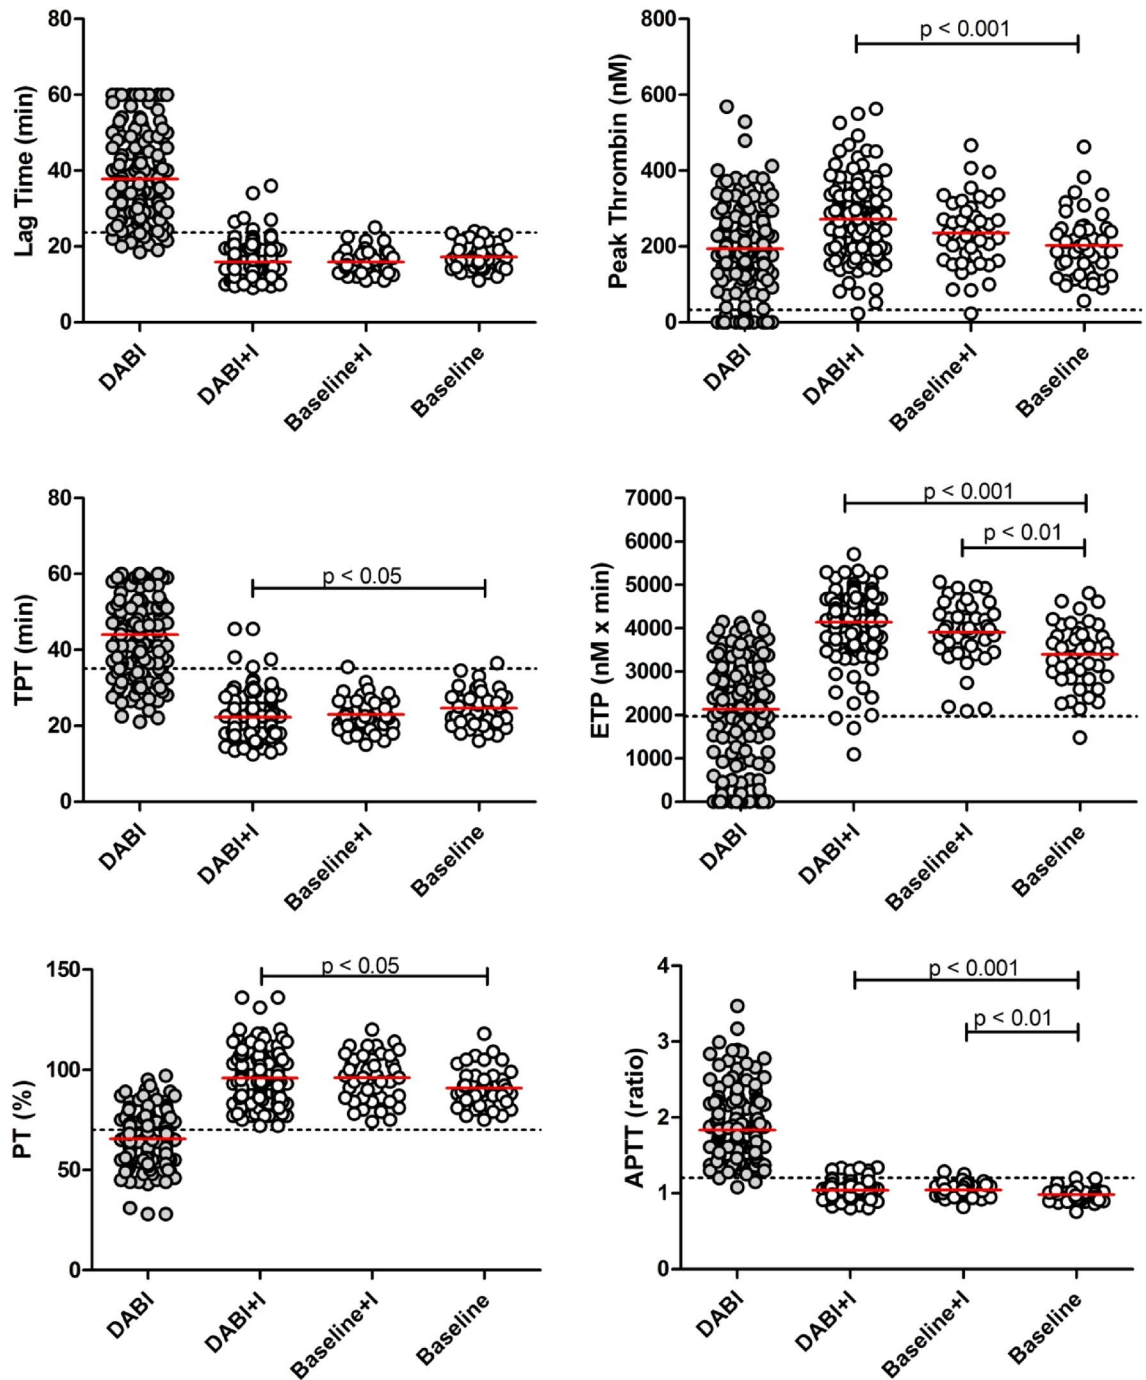 Lag Time (min)
80
60
40
20
0
DABI
DABI+I
Baseline+I
Baseline
Peak Thrombin (nM)
800
600
400
200
0
p < 0.001
DABI
DABI+I
Baseline+I
Baseline
TPT (min)
80
60
40
20
0
p < 0.05
DABI
DABI+I
Baseline+I
Baseline
ETP (nM x min)
7000
6000
5000
4000
3000
2000
1000
0
p < 0.001
p < 0.01
DABI
DABI+I
Baseline+I
Baseline
PT (%)
150
100
50
0
p < 0.05
DABI
DABI+I
Baseline+I
Baseline
APTT (ratio)
4
3
2
1
0
p < 0.001
p < 0.01
DABI
DABI+I
Baseline+I
Baseline